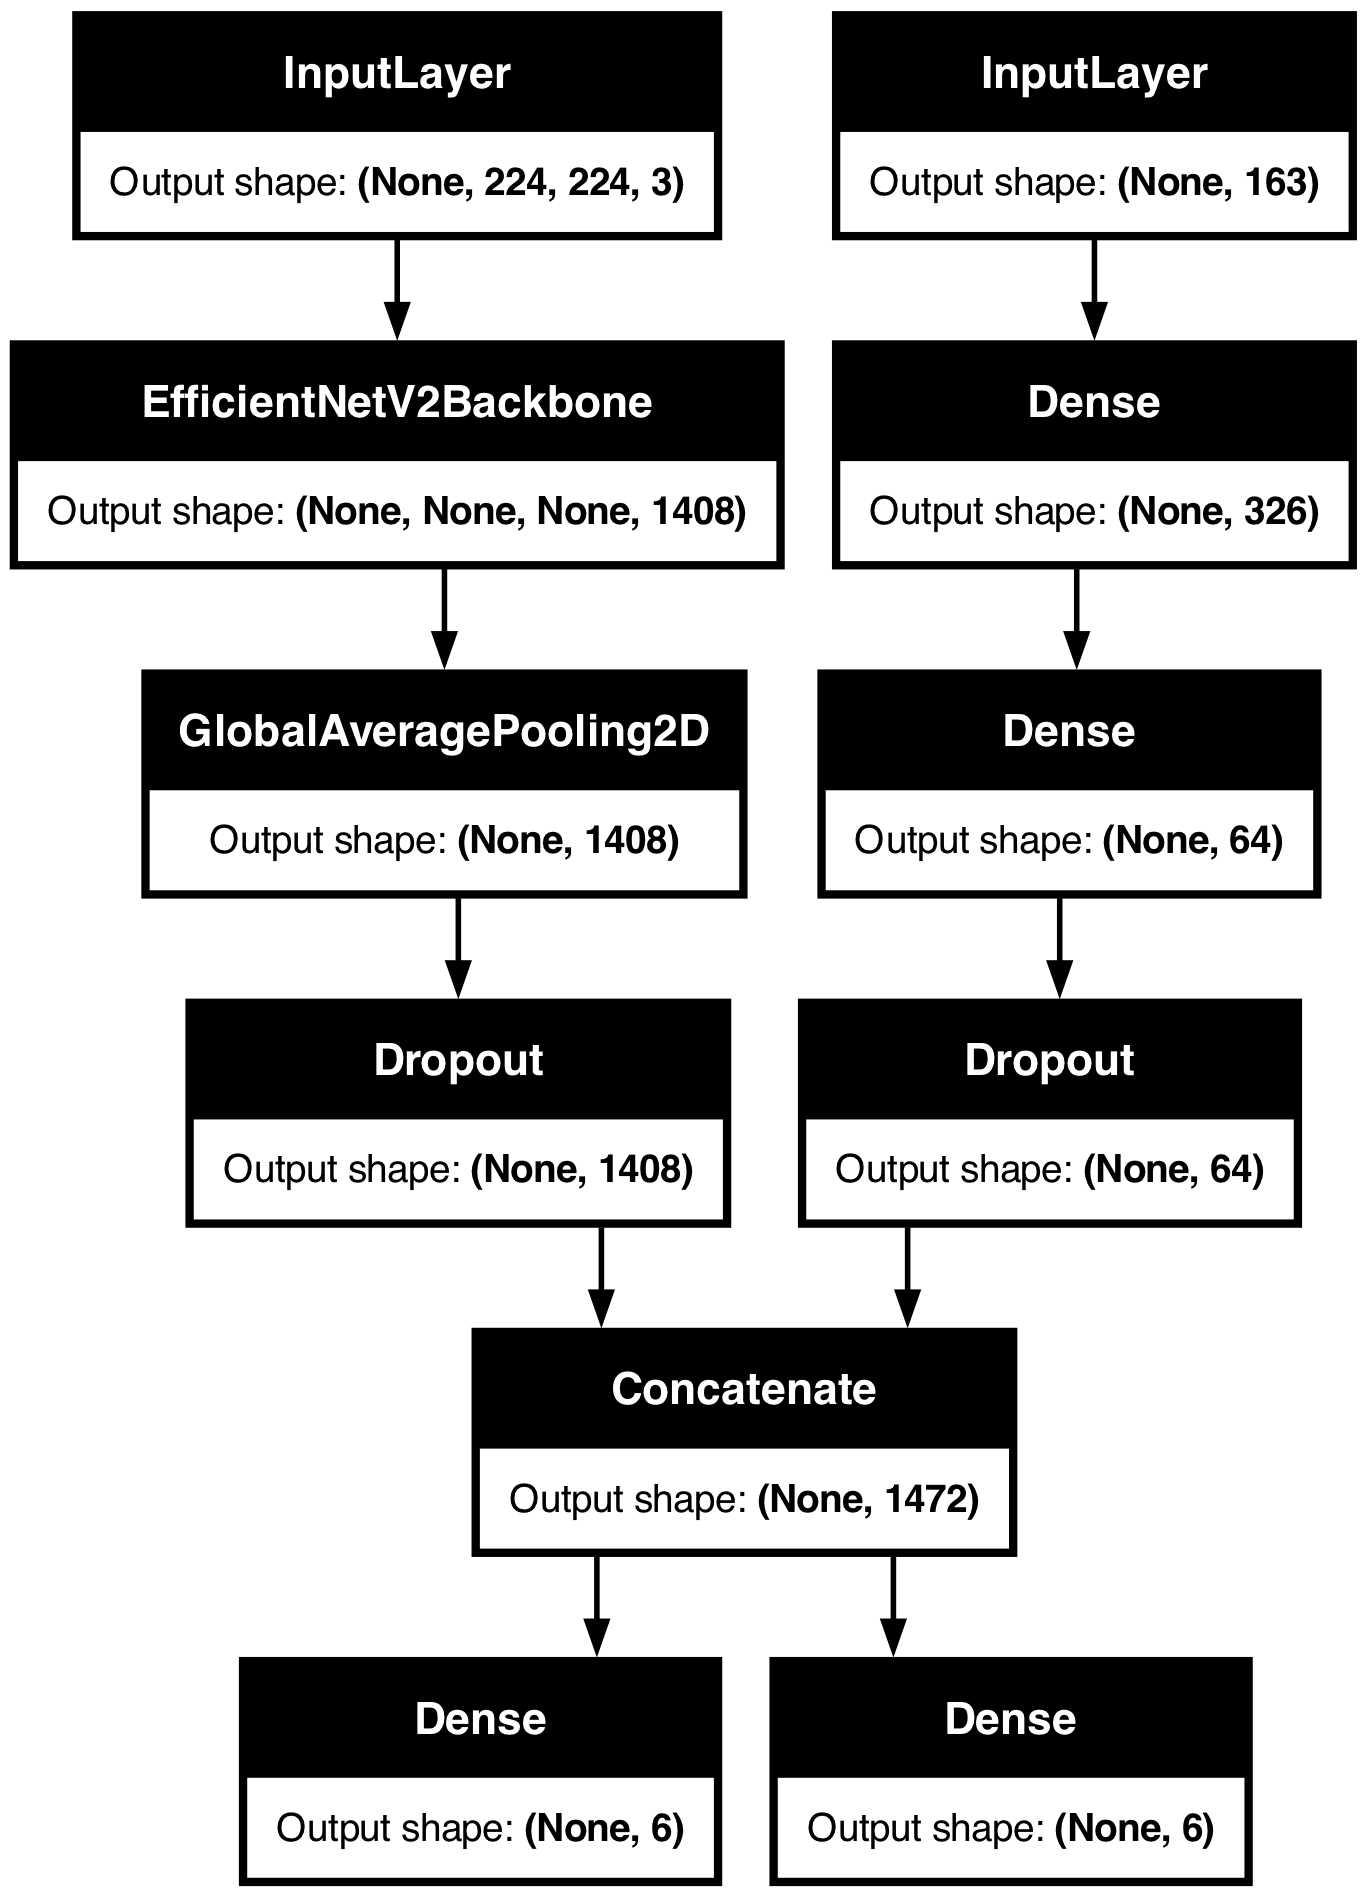 InputLayer
Output shape: (None, 224, 224, 3)
InputLayer
Output shape: (None, 163)
EfficientNetV2Backbone
Output shape: (None, None, None, 1408)
Dense
Output shape: (None, 326)
GlobalAveragePooling2D
Output shape: (None, 1408)
Dense
Output shape: (None, 64)
Dropout
Output shape: (None, 1408)
Dropout
Output shape: (None, 64)
Concatenate
Output shape: (None, 1472)
Dense
Output shape: (None, 6)
Dense
Output shape: (None, 6)